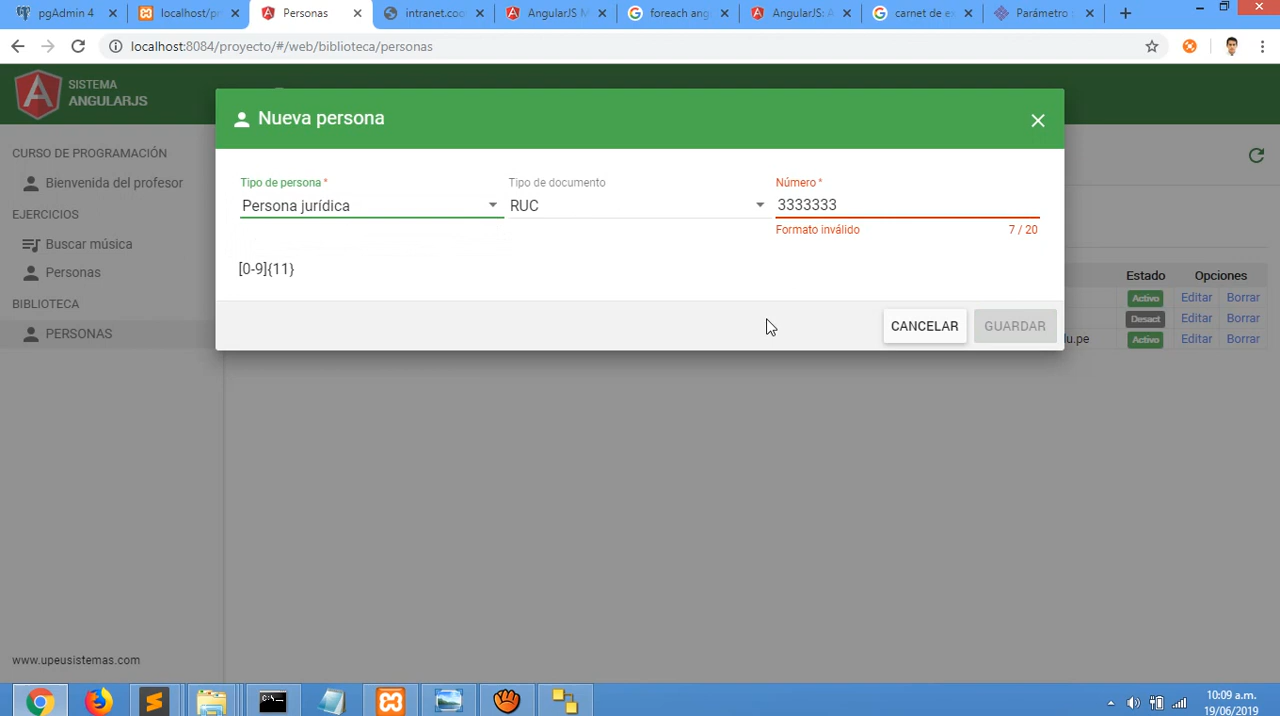 pgAdmin 4
localhost/pr
Personas
intranet.coo
AngularJS M
foreach ang
AngularJS: A
carnet de es
Parámetro
localhost:8084/proyecto/#/web/biblioteca/personas
SISTEMA
ANGULARJS
CURSO DE PROGRAMACIÓN
Bienvenida del profesor
EJERCICIOS
Buscar música
Personas
BIBLIOTECA
PERSONAS
www.upeusistemas.com
Nueva persona
Tipo de persona *
Persona jurídica
Tipo de documento
RUC
Número *
3333333
Formato inválido
7 / 20
[0-9]{11}
CANCELAR
GUARDAR
Estado
Opciones
Activo
Editar
Borrar
Desact
Editar
Borrar
du.pe
Activo
Editar
Borrar
10:09 a.m.
19/06/2019